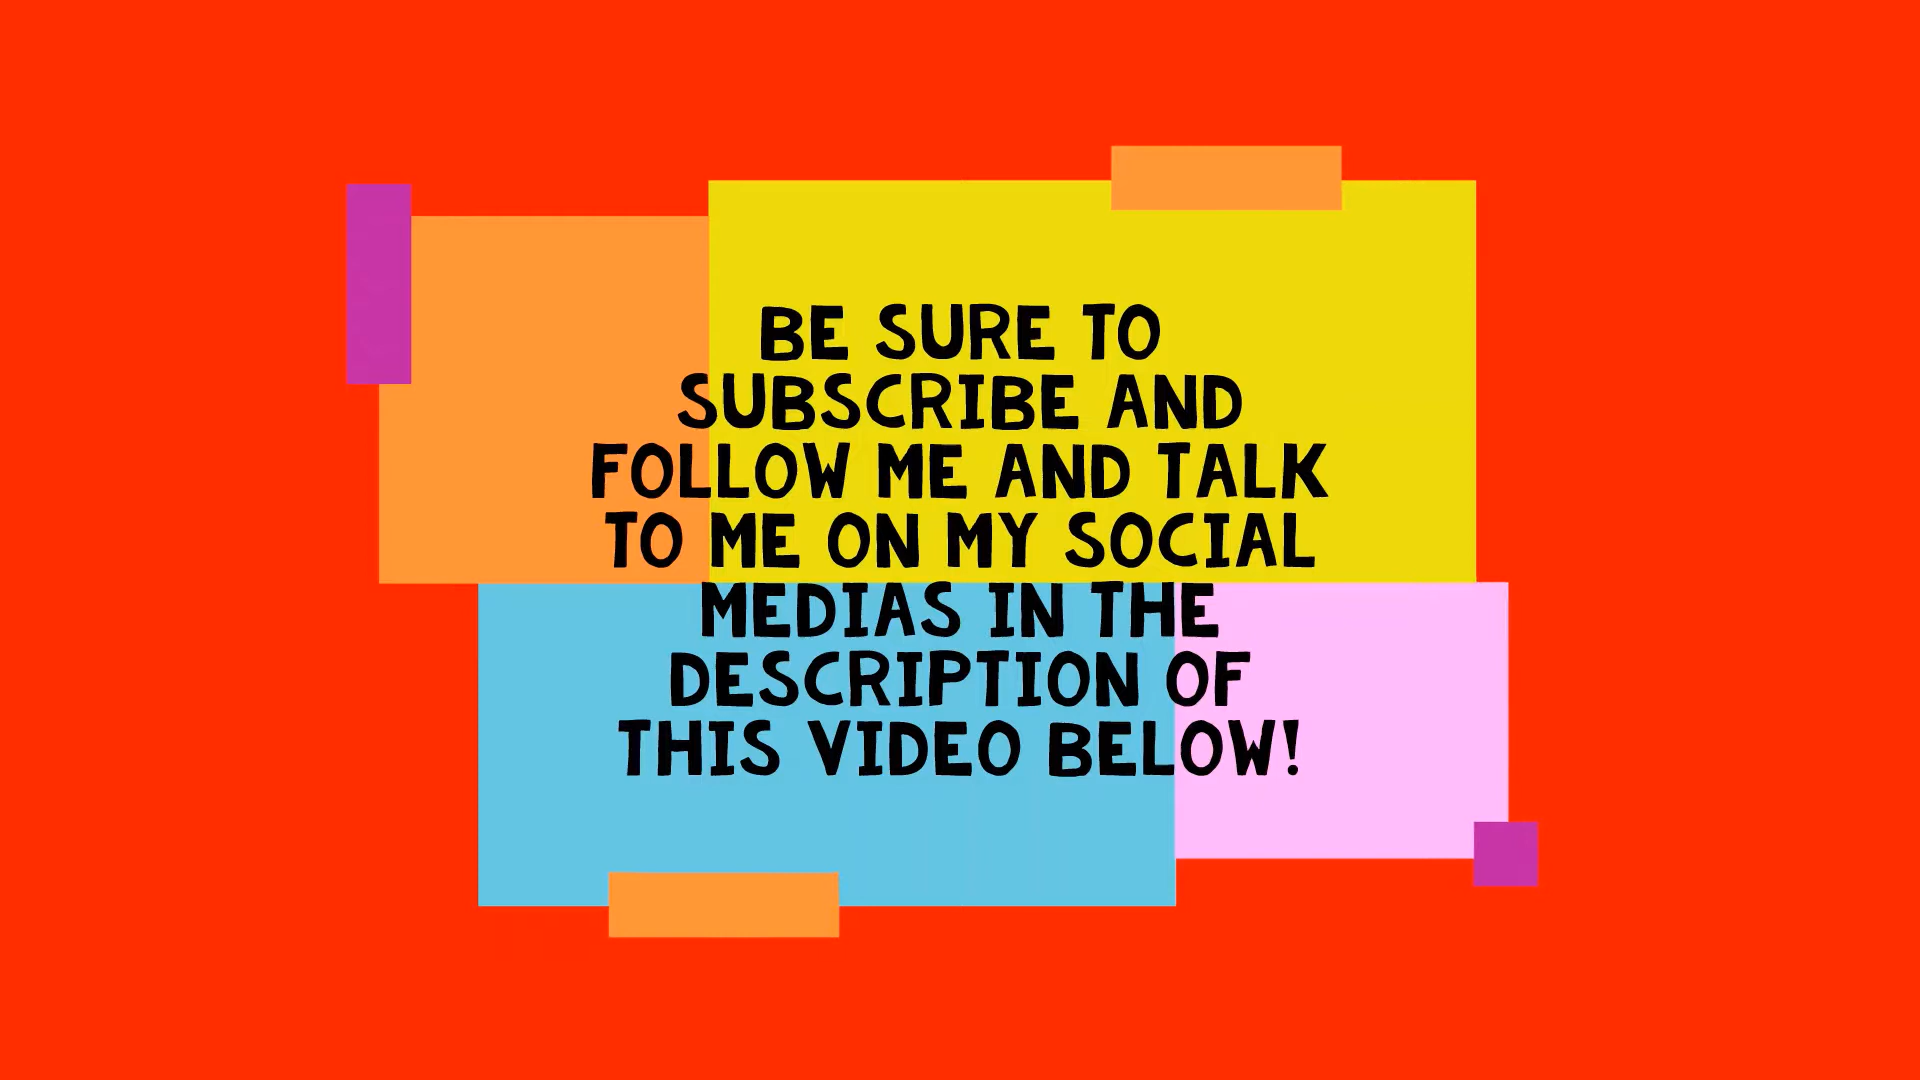 BE SURE TO
SUBSCRIBE AND
FOLLOW ME AND TALK
TO ME ON MY SOCIAL
MEDIAS IN THE
DESCRIPTION OF
THIS VIDEO BELOW!